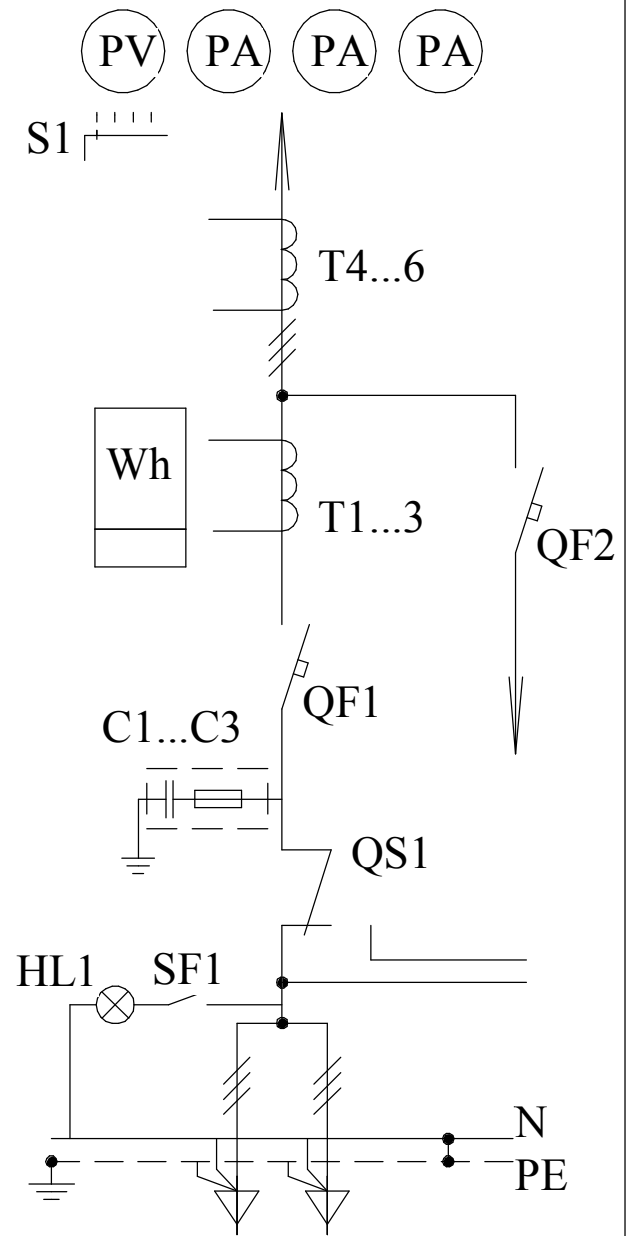 PV PA PA PA
S1
T4...6
Wh
T1...3
QF2
QF1
C1...C3
QS1
HL1 SF1
N
PE